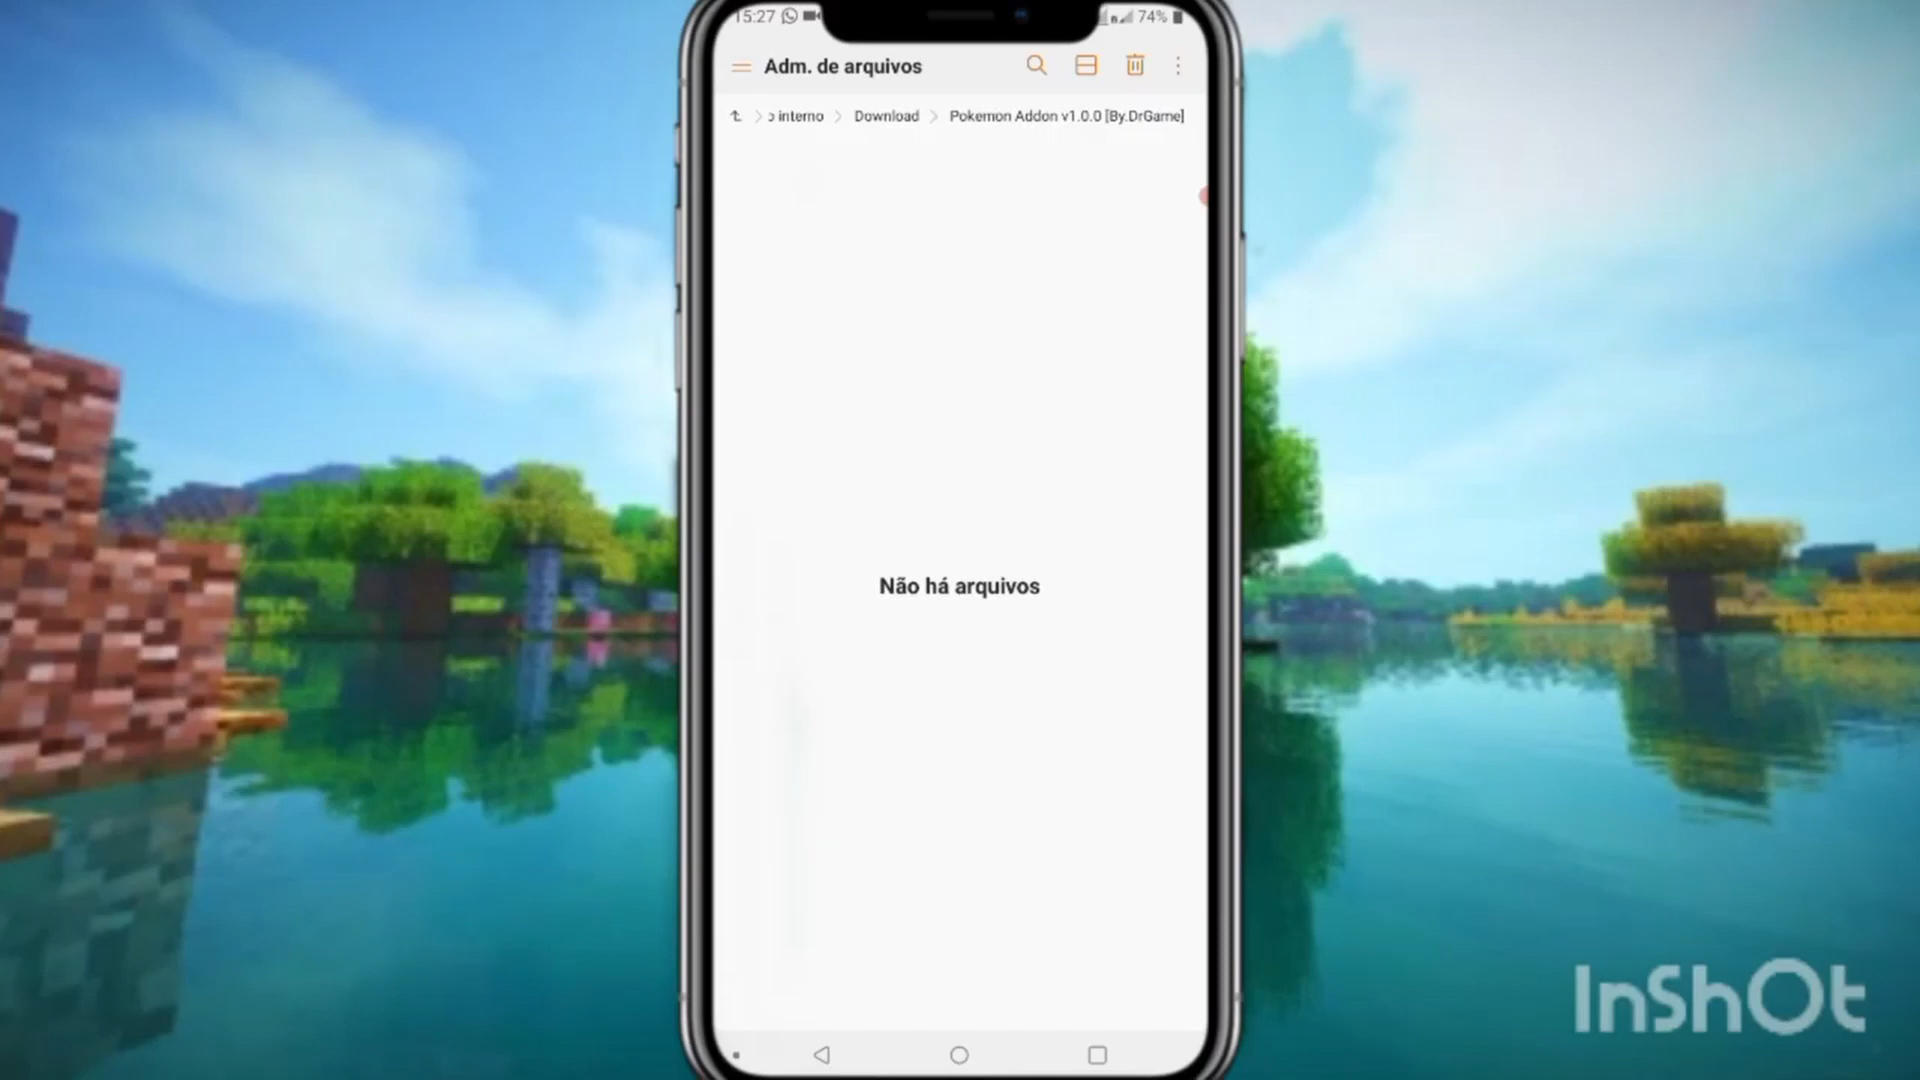 15:27 74%
Adm. de arquivos
o interno Download Pokemon Addon v1.0.0 [By.DrGame]
Não há arquivos
InShOt